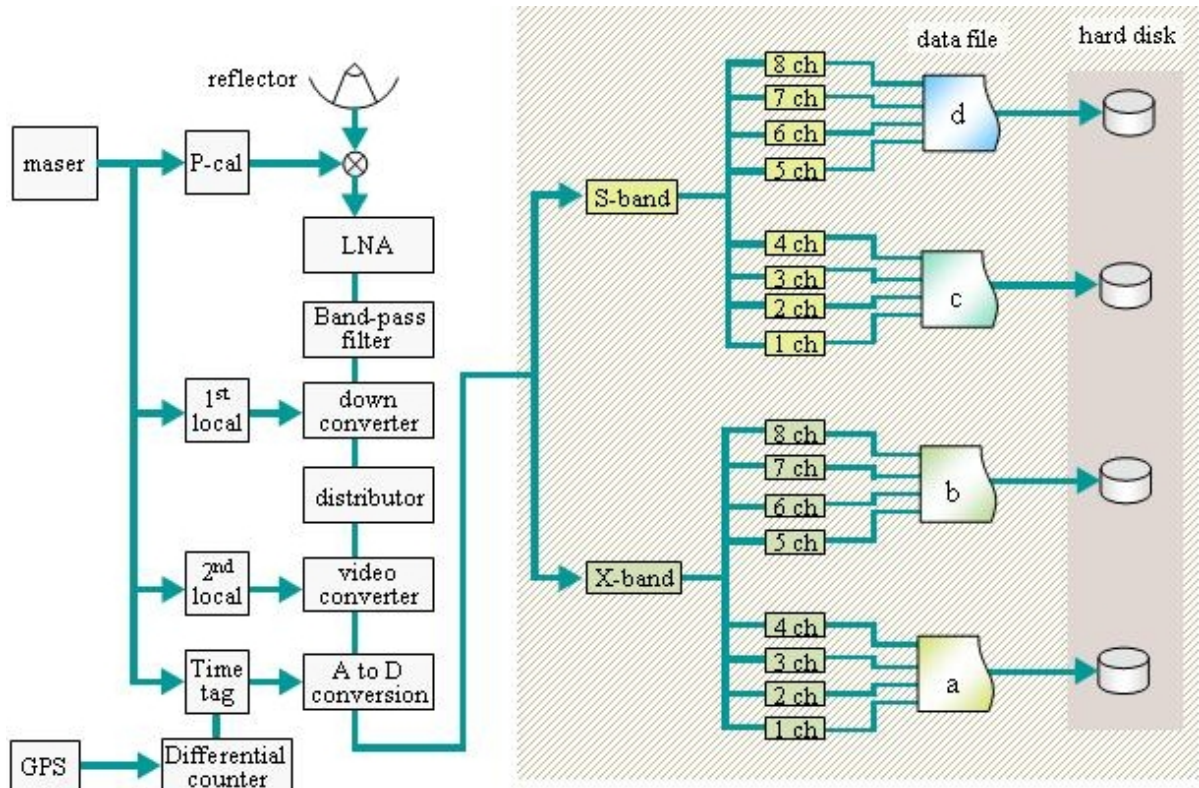 data file
hard disk
reflector
maser
P-cal
LNA
Band-pass
filter
1st
local
down
converter
distributor
2nd
local
video
converter
Time
tag
A to D
conversion
GPS
Differential
counter
S-band
8 ch
7 ch
6 ch
5 ch
d
4 ch
3 ch
2 ch
1 ch
c
X-band
8 ch
7 ch
6 ch
5 ch
b
4 ch
3 ch
2 ch
1 ch
a